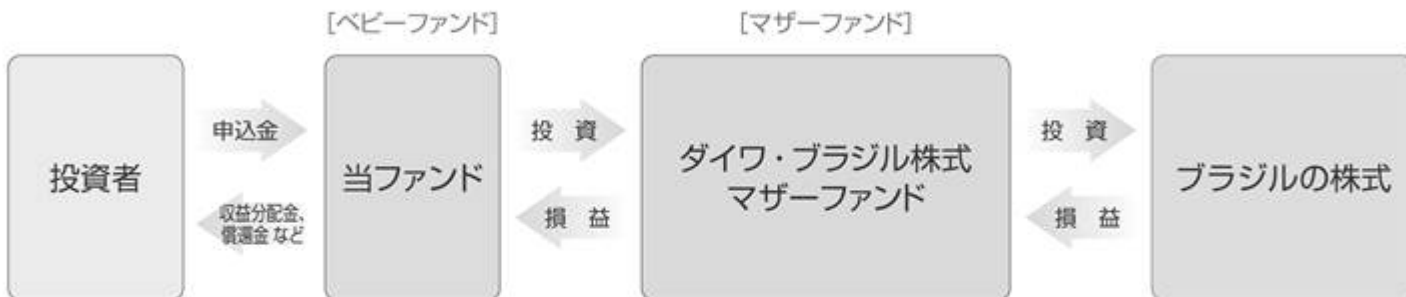 [ベビーファンド]
[マザーファンド]
投資者
申込金
収益分配金、
償還金 など
当ファンド
投 資
損 益
ダイワ・ブラジル株式
マザーファンド
投 資
損 益
ブラジルの株式